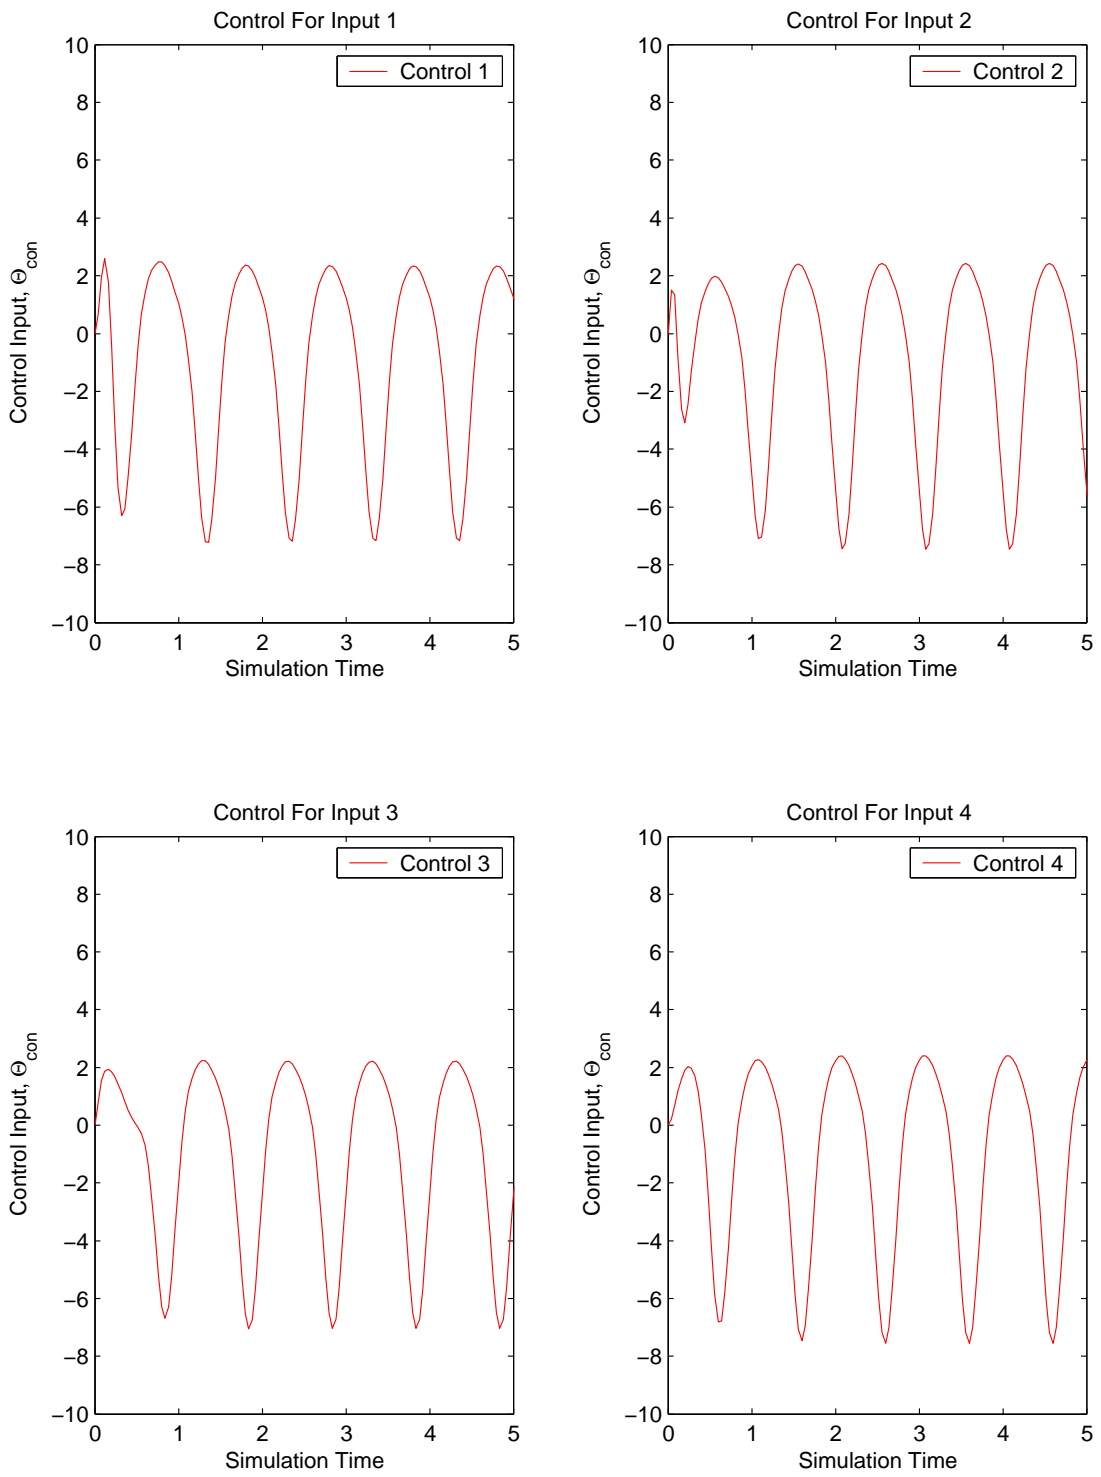 Control For Input 1
Control 1
10
8
6
4
2
0
−2
−4
−6
−8
−10
Control Input, Θcon
0 1 2 3 4 5
Simulation Time
Control For Input 2
Control 2
10
8
6
4
2
0
−2
−4
−6
−8
−10
Control Input, Θcon
0 1 2 3 4 5
Simulation Time
Control For Input 3
Control 3
10
8
6
4
2
0
−2
−4
−6
−8
−10
Control Input, Θcon
0 1 2 3 4 5
Simulation Time
Control For Input 4
Control 4
10
8
6
4
2
0
−2
−4
−6
−8
−10
Control Input, Θcon
0 1 2 3 4 5
Simulation Time